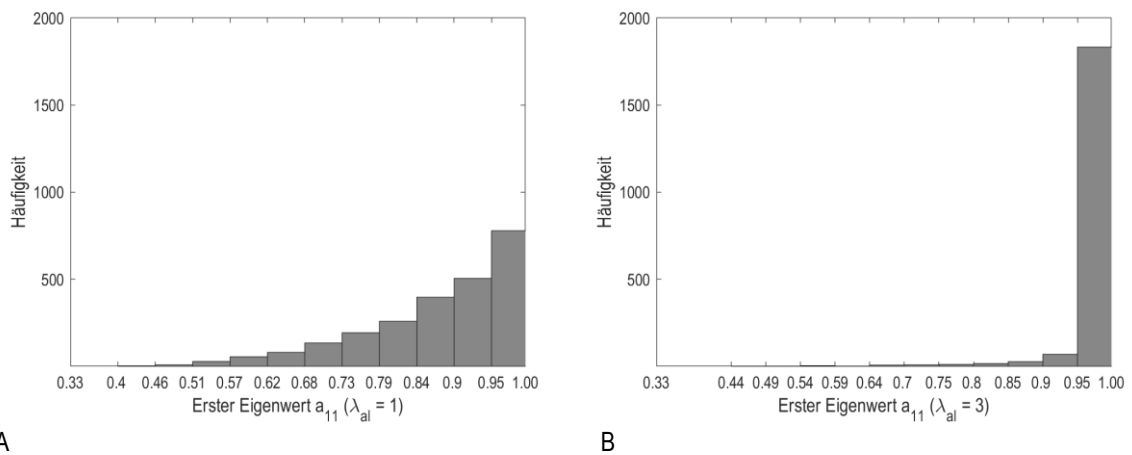 2000
1500
1000
500
Häufigkeit
0.33 0.4 0.46 0.51 0.57 0.62 0.68 0.73 0.79 0.84 0.9 0.95 1.00
Erster Eigenwert a11 (λal = 1)
A
2000
1500
1000
500
Häufigkeit
0.33 0.44 0.49 0.54 0.59 0.64 0.7 0.75 0.8 0.85 0.9 0.95 1.00
Erster Eigenwert a11 (λal = 3)
B